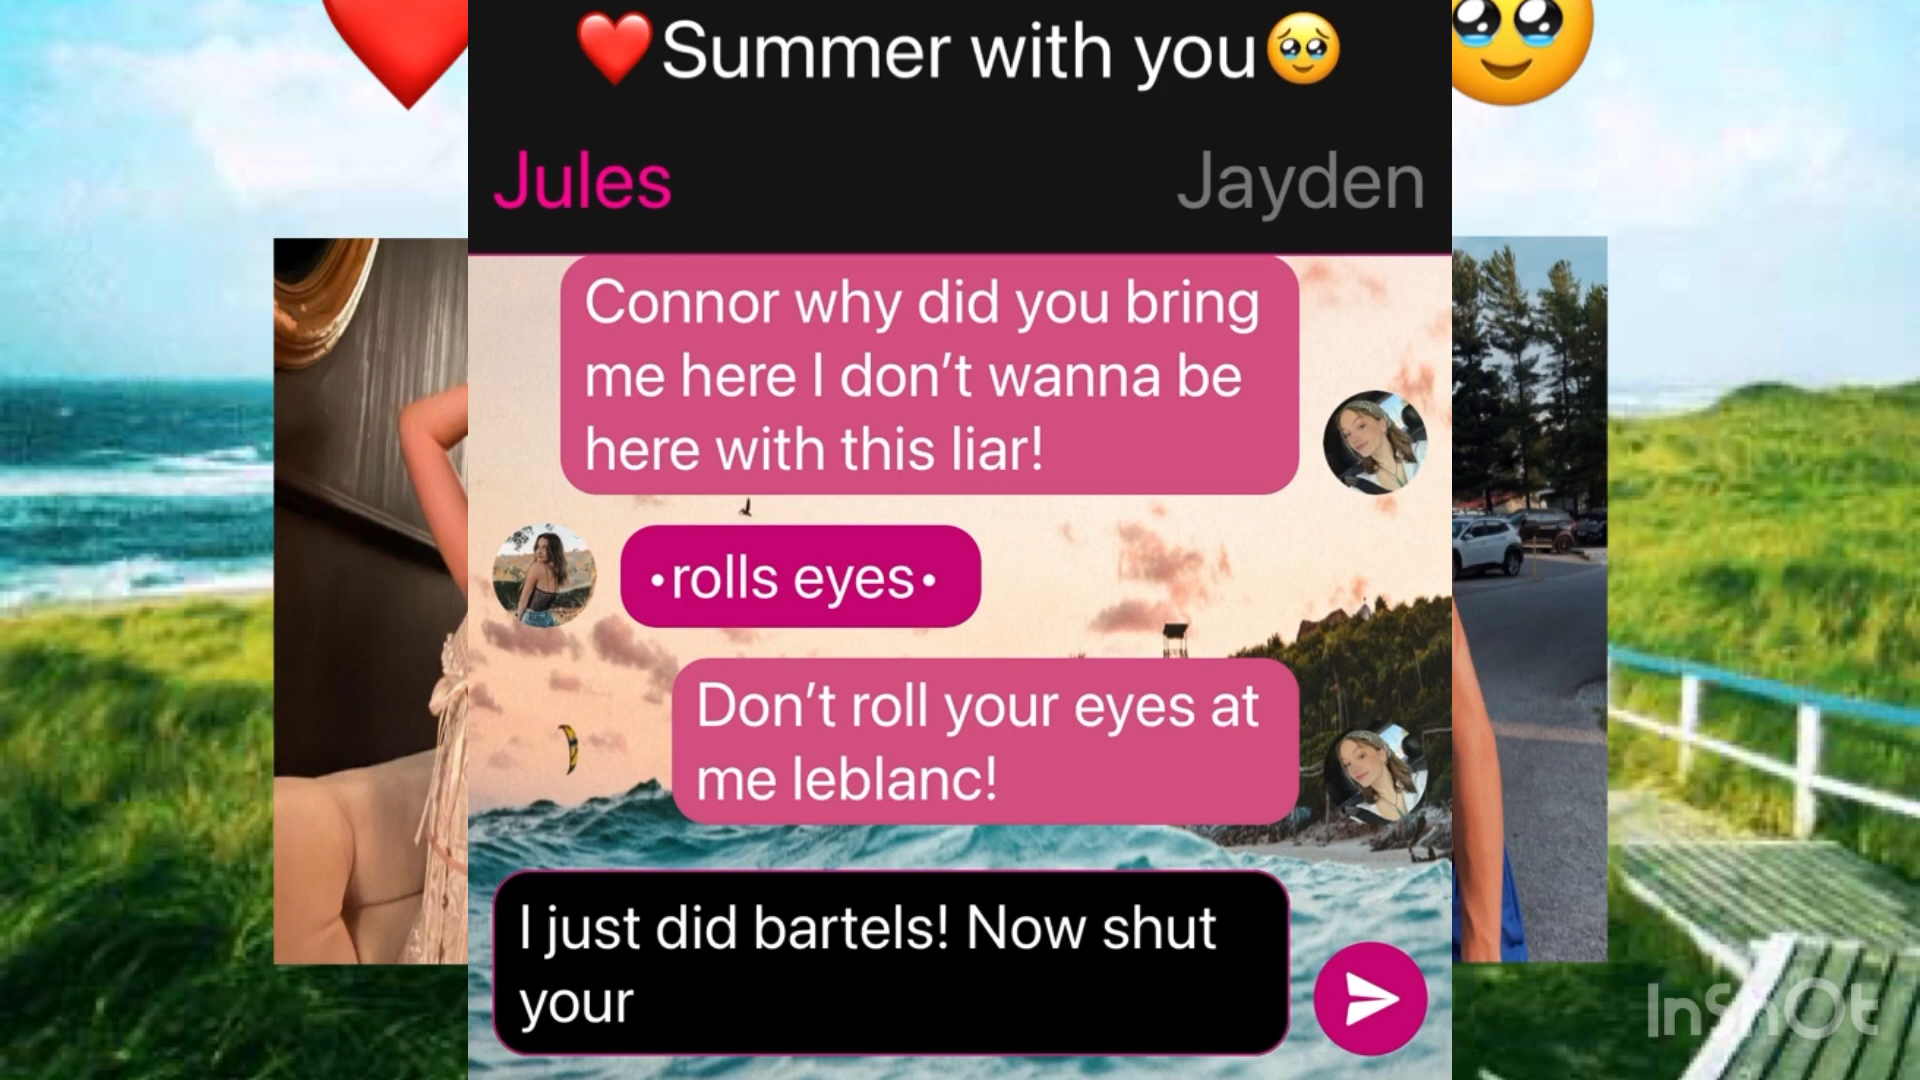 ❤️Summer with you🥹
Jules
Jayden
Connor why did you bring
me here I don't wanna be
here with this liar!
•rolls eyes•
Don't roll your eyes at
me leblanc!
I just did bartels! Now shut
your
InShOt